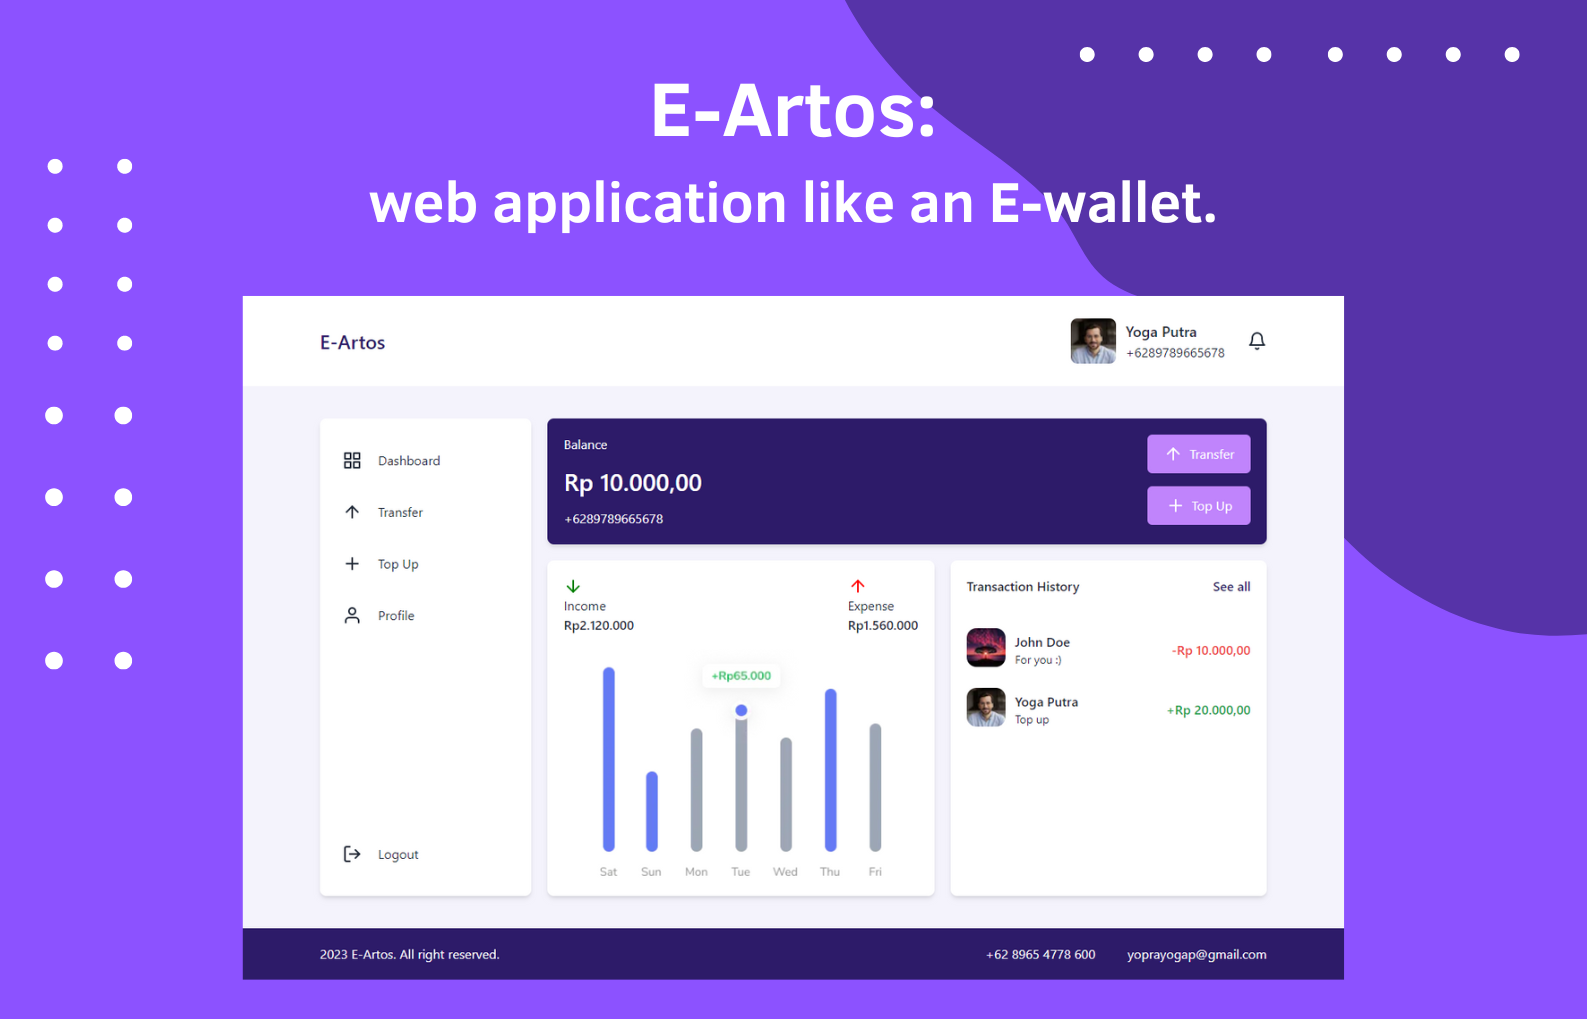 E-Artos:
web application like an E-wallet.
E-Artos
Yoga Putra
+6289789665678
Dashboard
Transfer
Top Up
Profile
Logout
Balance
Rp 10.000,00
+6289789665678
Transfer
Top Up
Income
Rp2.120.000
Expense
Rp1.560.000
+Rp65.000
Sat Sun Mon Tue Wed Thu Fri
Transaction History See all
John Doe
For you :)
-Rp 10.000,00
Yoga Putra
Top up
+Rp 20.000,00
2023 E-Artos. All right reserved. +62 8965 4778 600 yoprayogap@gmail.com